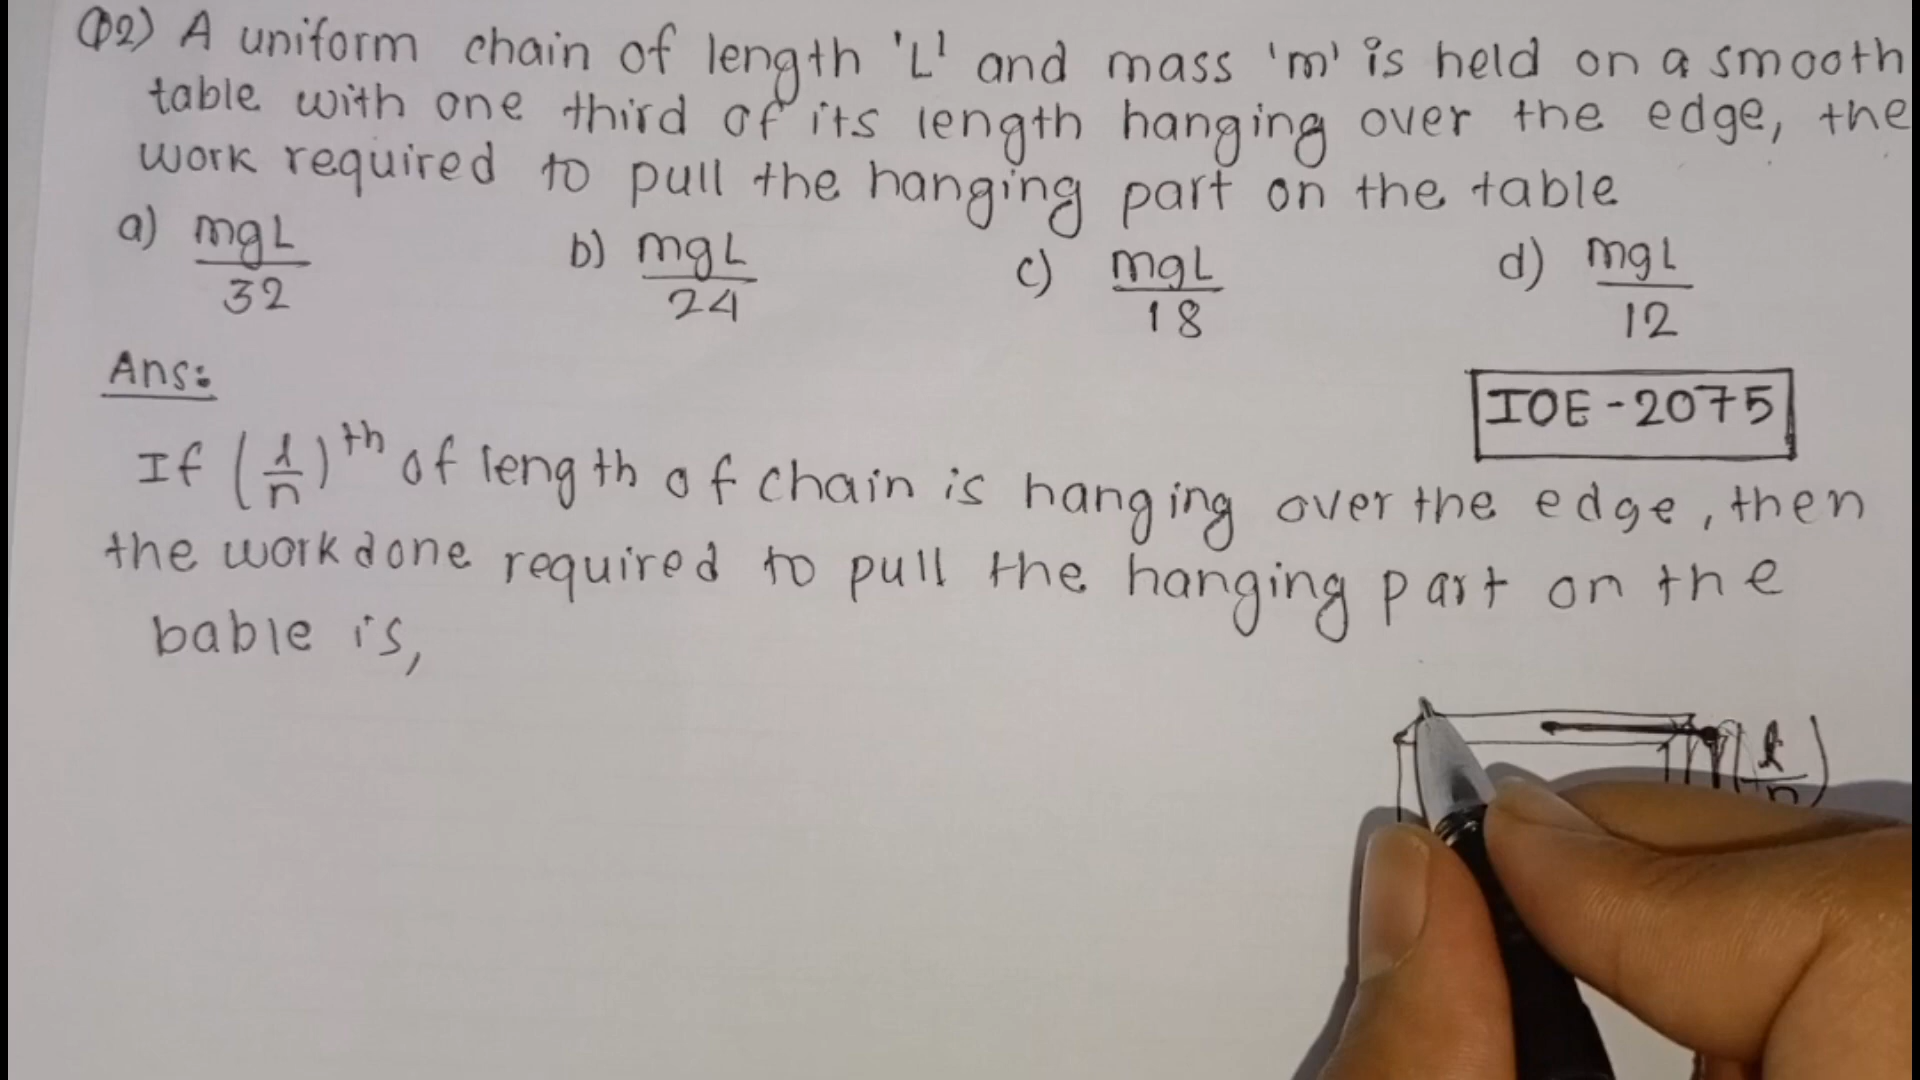 Q2) A uniform chain of length 'L' and mass 'm' is held on a smooth
table with one third of its length hanging over the edge, the
work required to pull the hanging part on the table
a) mgL/32 b) mgL/24 c) mgL/18 d) mgL/12
Ans:
IOE-2075
If (1/n)th of length of chain is hanging over the edge, then
the workdone required to pull the hanging part on the
bable is,